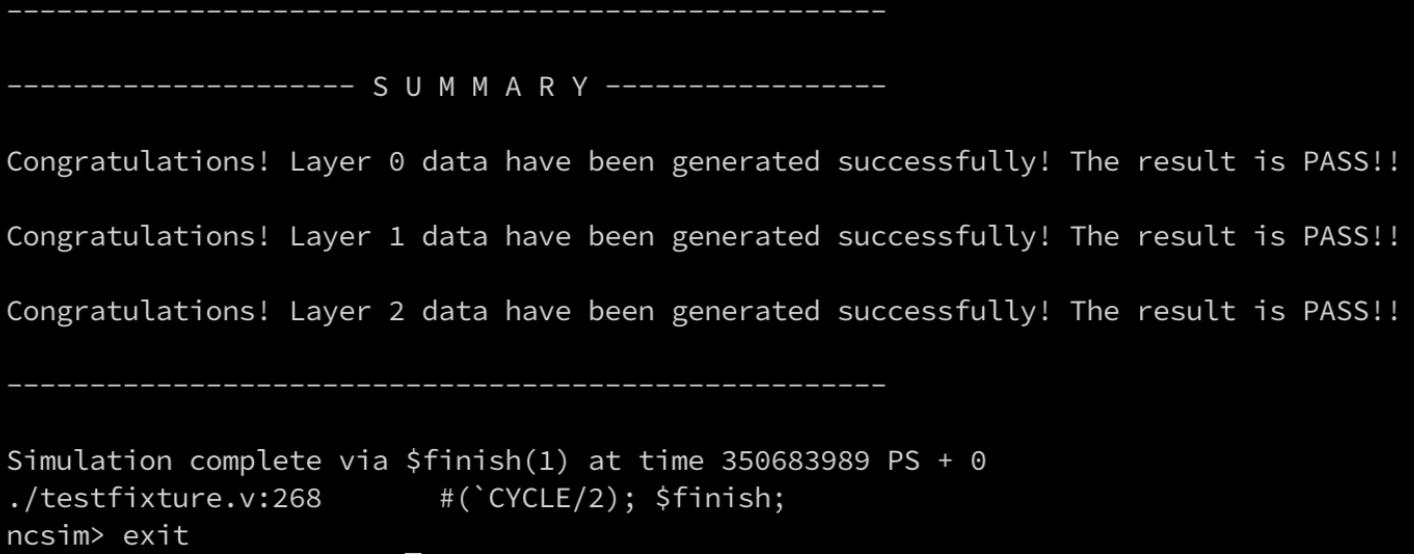 -----------------------------------------------------
--------------------- S U M M A R Y -----------------
Congratulations! Layer 0 data have been generated successfully! The result is PASS!!
Congratulations! Layer 1 data have been generated successfully! The result is PASS!!
Congratulations! Layer 2 data have been generated successfully! The result is PASS!!
-----------------------------------------------------
Simulation complete via $finish(1) at time 350683989 PS + 0
./testfixture.v:268       #(`CYCLE/2); $finish;
ncsim> exit